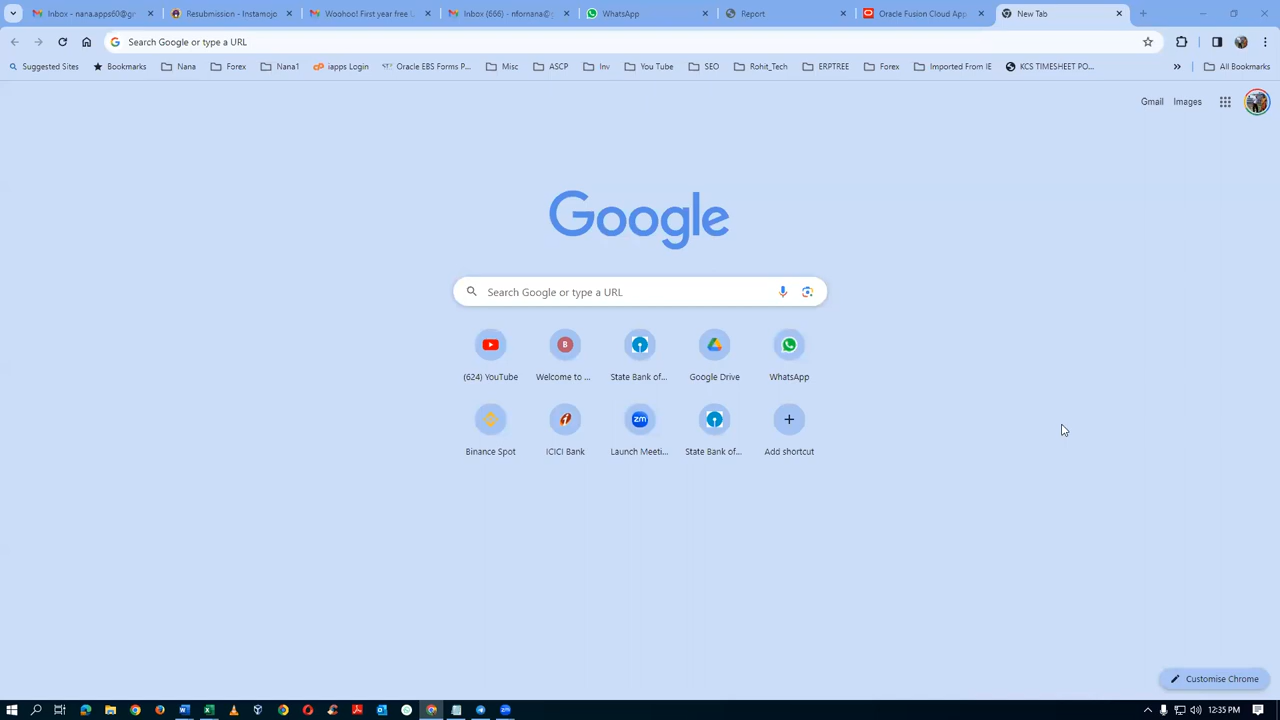 Inbox - nana.apps60@gr
Resubmission - Instamojo
Woohoo! First year free l
Inbox (666) - nfornana@g
WhatsApp
Report
Oracle Fusion Cloud App
New Tab
Search Google or type a URL
Suggested Sites
Bookmarks
Nana
Forex
Nana1
iapps Login
Oracle EBS Forms P...
Misc
ASCP
Inv
You Tube
SEO
Rohit_Tech
ERPTREE
Forex
Imported From IE
KCS TIMESHEET PO...
All Bookmarks
Gmail
Images
Google
Search Google or type a URL
(624) YouTube
B
Welcome to ...
State Bank of...
Google Drive
WhatsApp
Binance Spot
ICICI Bank
zm
Launch Meeti...
State Bank of...
Add shortcut
Customise Chrome
12:35 PM